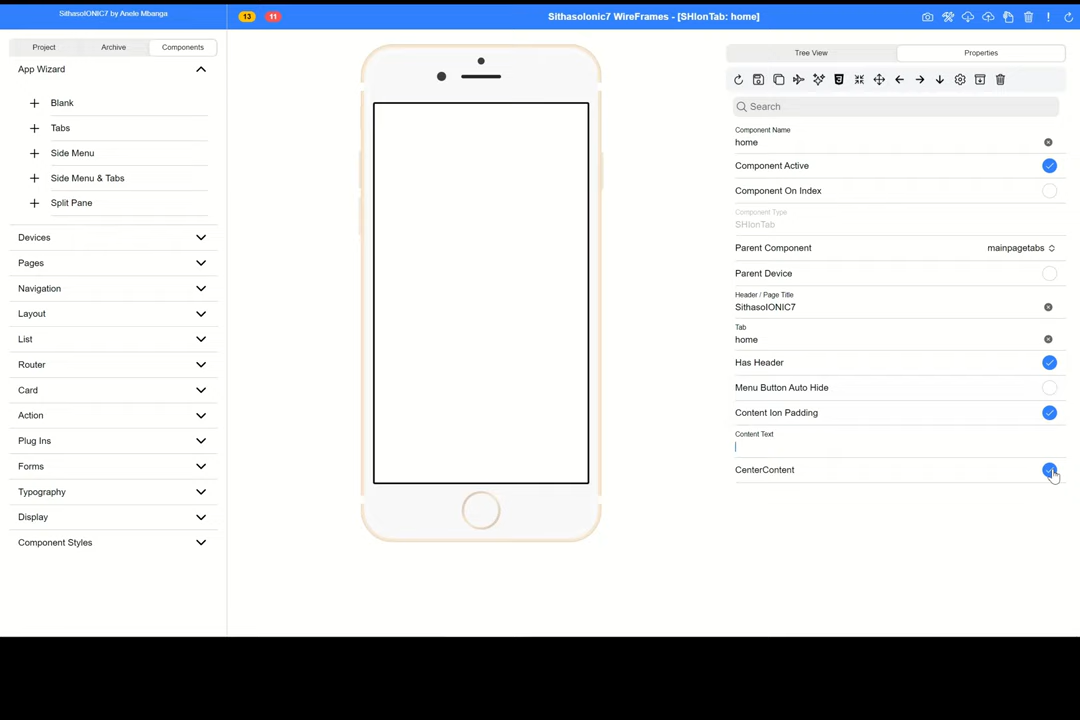 SithasoIONIC7 by Anele Mbanga
13
11
SithasoIonic7 WireFrames - [SHIonTab: home]
Project
Archive
Components
App Wizard
Blank
Tabs
Side Menu
Side Menu & Tabs
Split Pane
Devices
Pages
Navigation
Layout
List
Router
Card
Action
Plug Ins
Forms
Typography
Display
Component Styles
Tree View
Properties
Search
Component Name
home
Component Active
Component On Index
Component Type
SHIonTab
Parent Component
mainpagetabs
Parent Device
Header / Page Title
SithasoIONIC7
Tab
home
Has Header
Menu Button Auto Hide
Content Ion Padding
Content Text
CenterContent